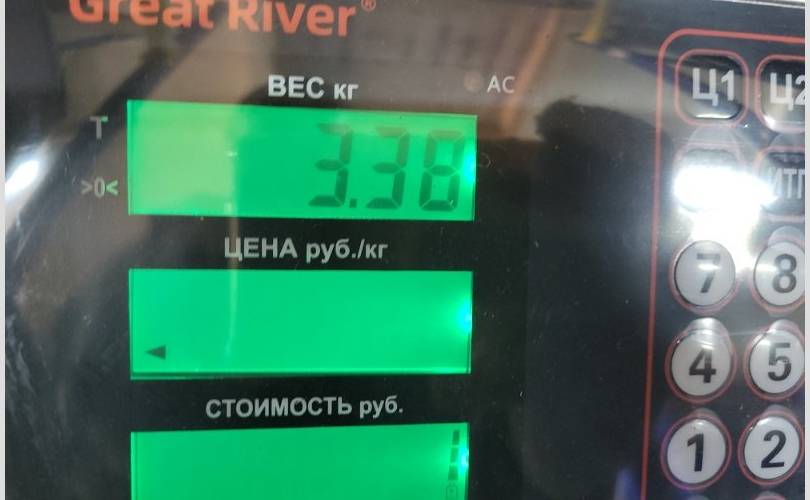 Great River®
ВЕС кг
AC
T
>0<
3.38
ЦЕНА руб./кг
СТОИМОСТЬ руб.
Ц1 Ц2
7 8
4 5
1 2